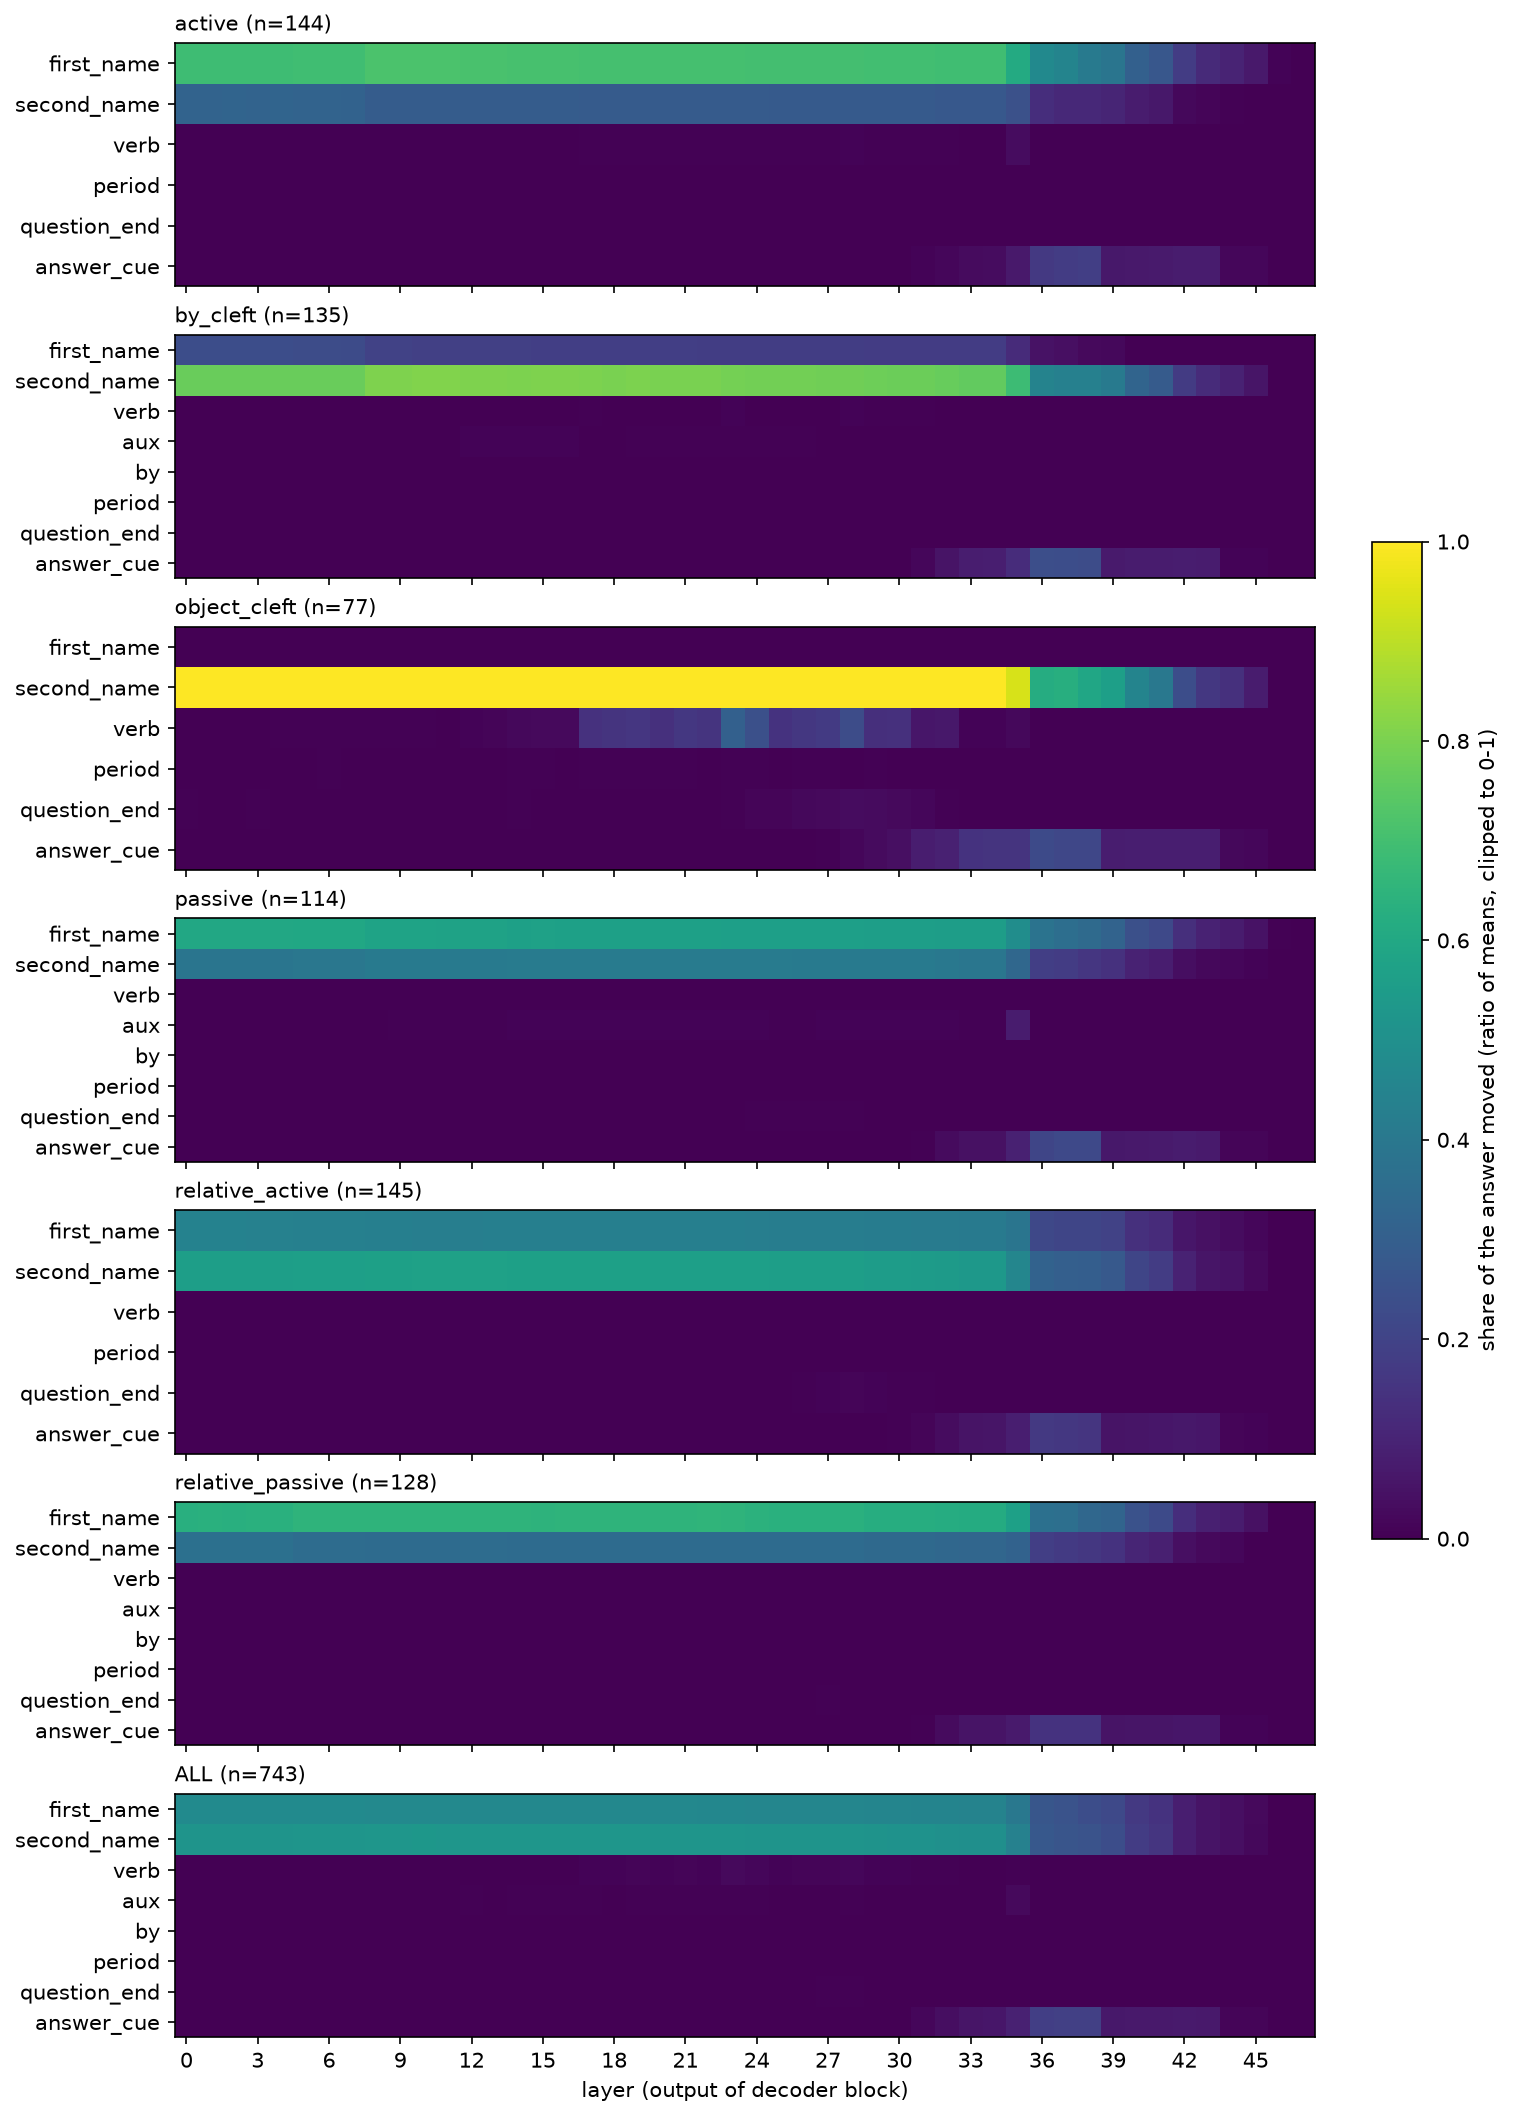 active (n=144)
first_name
second_name
verb
period
question_end
answer_cue
by_cleft (n=135)
first_name
second_name
verb
aux
by
period
question_end
answer_cue
object_cleft (n=77)
first_name
second_name
verb
period
question_end
answer_cue
passive (n=114)
first_name
second_name
verb
aux
by
period
question_end
answer_cue
relative_active (n=145)
first_name
second_name
verb
period
question_end
answer_cue
relative_passive (n=128)
first_name
second_name
verb
aux
by
period
question_end
answer_cue
ALL (n=743)
first_name
second_name
verb
aux
by
period
question_end
answer_cue
0 3 6 9 12 15 18 21 24 27 30 33 36 39 42 45
layer (output of decoder block)
1.0
0.8
0.6
0.4
0.2
0.0
share of the answer moved (ratio of means, clipped to 0-1)